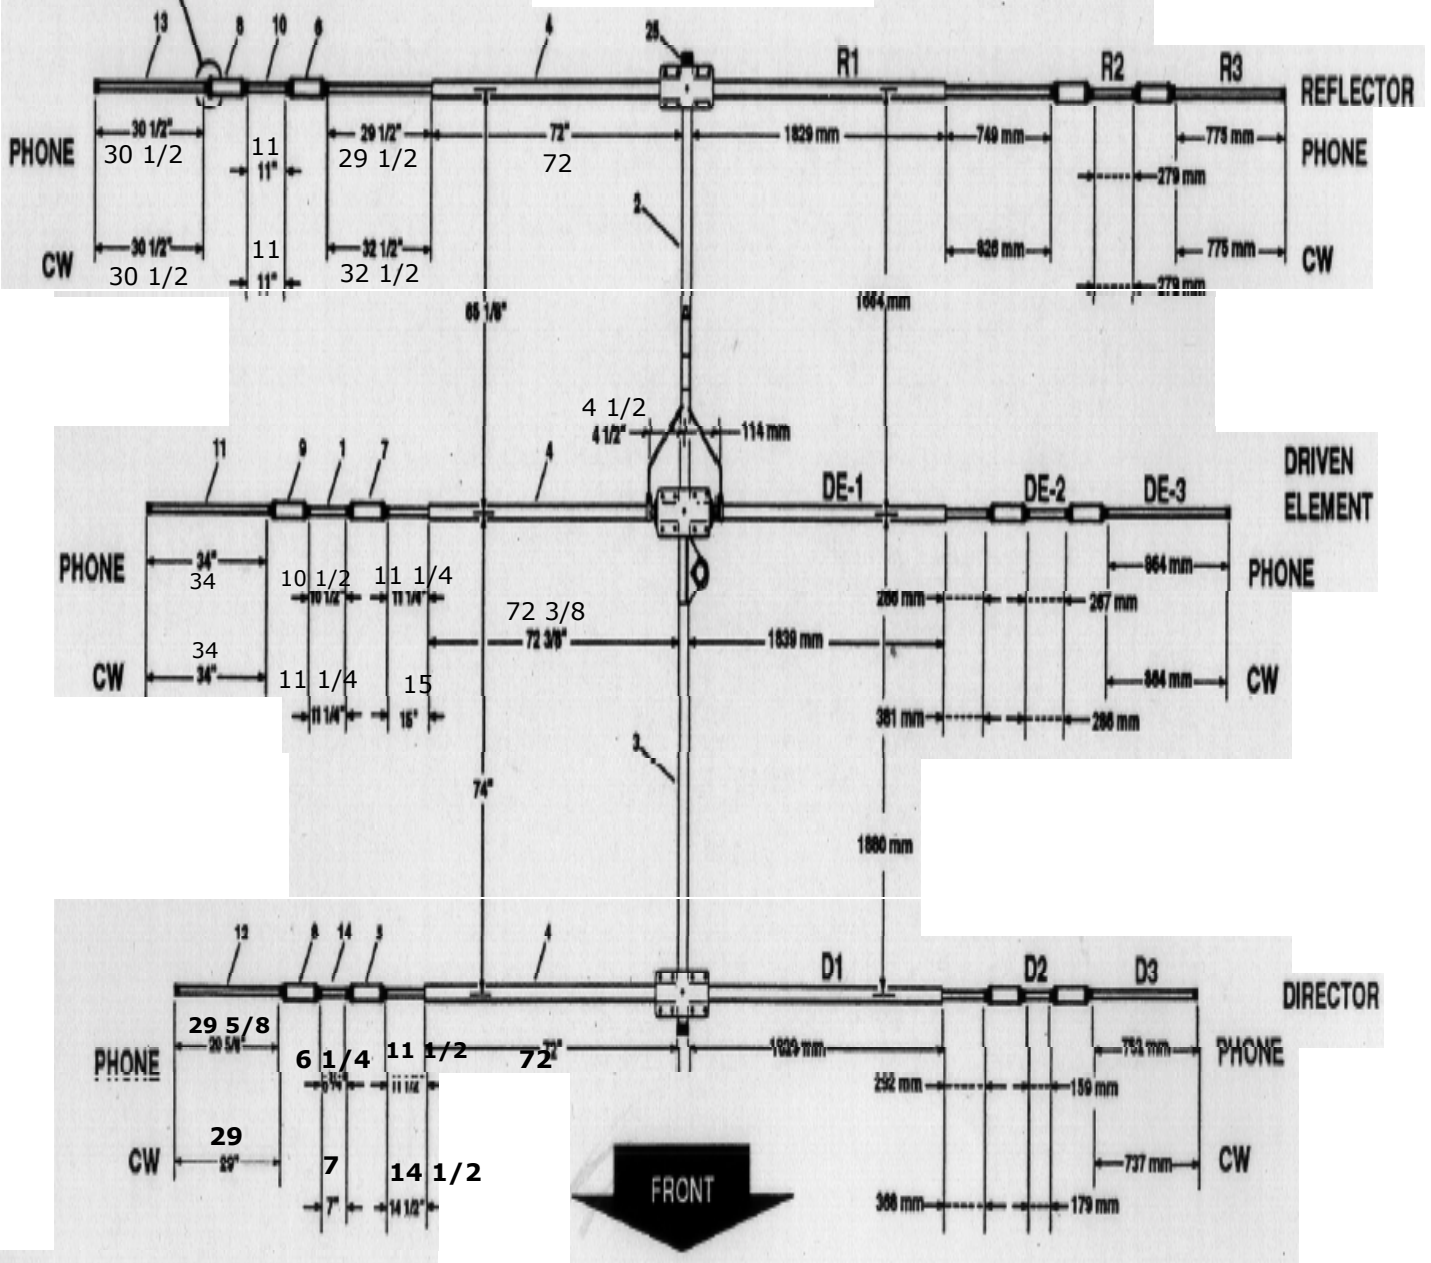 13 8 10 6 4 25 R1 R2 R3 REFLECTOR
30 1/2" 29 1/2" 72" 1829 mm 749 mm 775 mm
PHONE 30 1/2 11 29 1/2 72 PHONE
11" 279 mm
2
30 1/2" 32 1/2" 826 mm 775 mm
CW 30 1/2 11 32 1/2 CW
11" 279 mm
65 1/8" 1654 mm
4 1/2
4 1/2" 114 mm
11 9 1 7 4 DE-1 DE-2 DE-3 DRIVEN
ELEMENT
34" 864 mm
PHONE 34 10 1/2 11 1/4 PHONE
10 1/2" 11 1/4" 286 mm 267 mm
72 3/8
72 3/8" 1839 mm
34
CW 34" 11 1/4 15 864 mm CW
11 1/4" 15" 381 mm 286 mm
3
74"
1880 mm
12 8 14 5 4 D1 D2 D3
DIRECTOR
29 5/8
PHONE 6 1/4 11 1/2 72 1829 mm 752 mm PHONE
11 1/2" 292 mm 159 mm
29
CW 29" 7 14 1/2 737 mm CW
7" 14 1/2" 368 mm 179 mm
FRONT